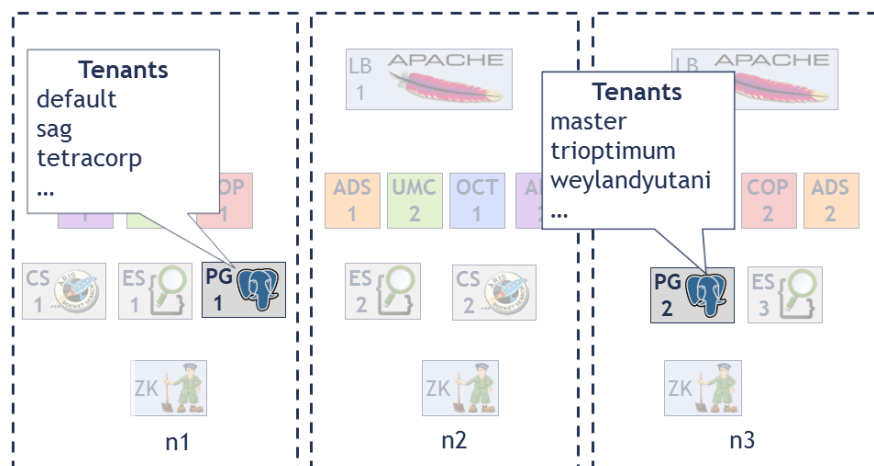 Tenants
default
sag
tetracorp
...
OP
1
1
CS
1
ES
1
PG
1
ZK
n1
LB
1
APACHE
ADS
1
UMC
2
OCT
1
ES
2
CS
2
ZK
n2
LB
APACHE
Tenants
master
trioptimum
weylandyutani
...
COP
2
ADS
2
PG
2
ES
3
ZK
n3